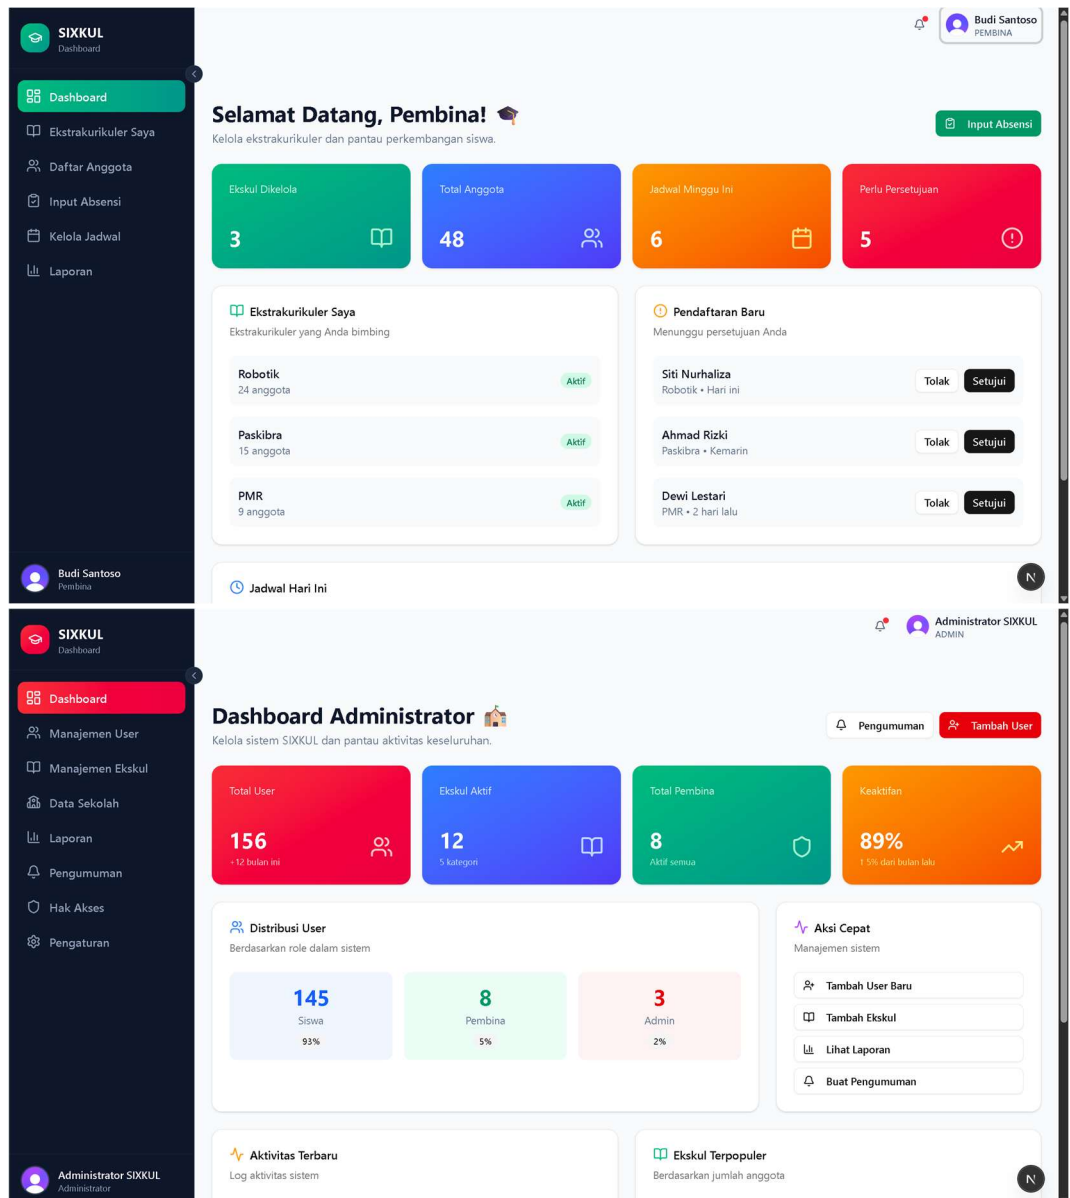 SIXKUL
Dashboard
Budi Santoso
PEMBINA
Dashboard
Ekstrakurikuler Saya
Daftar Anggota
Input Absensi
Kelola Jadwal
Laporan
Budi Santoso
Pembina
Selamat Datang, Pembina!
Kelola ekstrakurikuler dan pantau perkembangan siswa.
Input Absensi
Ekskul Dikelola
3
Total Anggota
48
Jadwal Minggu Ini
6
Perlu Persetujuan
5
Ekstrakurikuler Saya
Ekstrakurikuler yang Anda bimbing
Robotik
24 anggota
Aktif
Paskibra
15 anggota
Aktif
PMR
9 anggota
Aktif
Pendaftaran Baru
Menunggu persetujuan Anda
Siti Nurhaliza
Robotik • Hari ini
Tolak
Setujui
Ahmad Rizki
Paskibra • Kemarin
Tolak
Setujui
Dewi Lestari
PMR • 2 hari lalu
Tolak
Setujui
Jadwal Hari Ini
N
SIXKUL
Dashboard
Administrator SIXKUL
ADMIN
Dashboard
Manajemen User
Manajemen Ekskul
Data Sekolah
Laporan
Pengumuman
Hak Akses
Pengaturan
Administrator SIXKUL
Administrator
Dashboard Administrator
Kelola sistem SIXKUL dan pantau aktivitas keseluruhan.
Pengumuman
Tambah User
Total User
156
+12 bulan ini
Ekskul Aktif
12
5 kategori
Total Pembina
8
Aktif semua
Keaktifan
89%
1 5% dari bulan lalu
Distribusi User
Berdasarkan role dalam sistem
145
Siswa
93%
8
Pembina
5%
3
Admin
2%
Aksi Cepat
Manajemen sistem
Tambah User Baru
Tambah Ekskul
Lihat Laporan
Buat Pengumuman
Aktivitas Terbaru
Log aktivitas sistem
Ekskul Terpopuler
Berdasarkan jumlah anggota
N